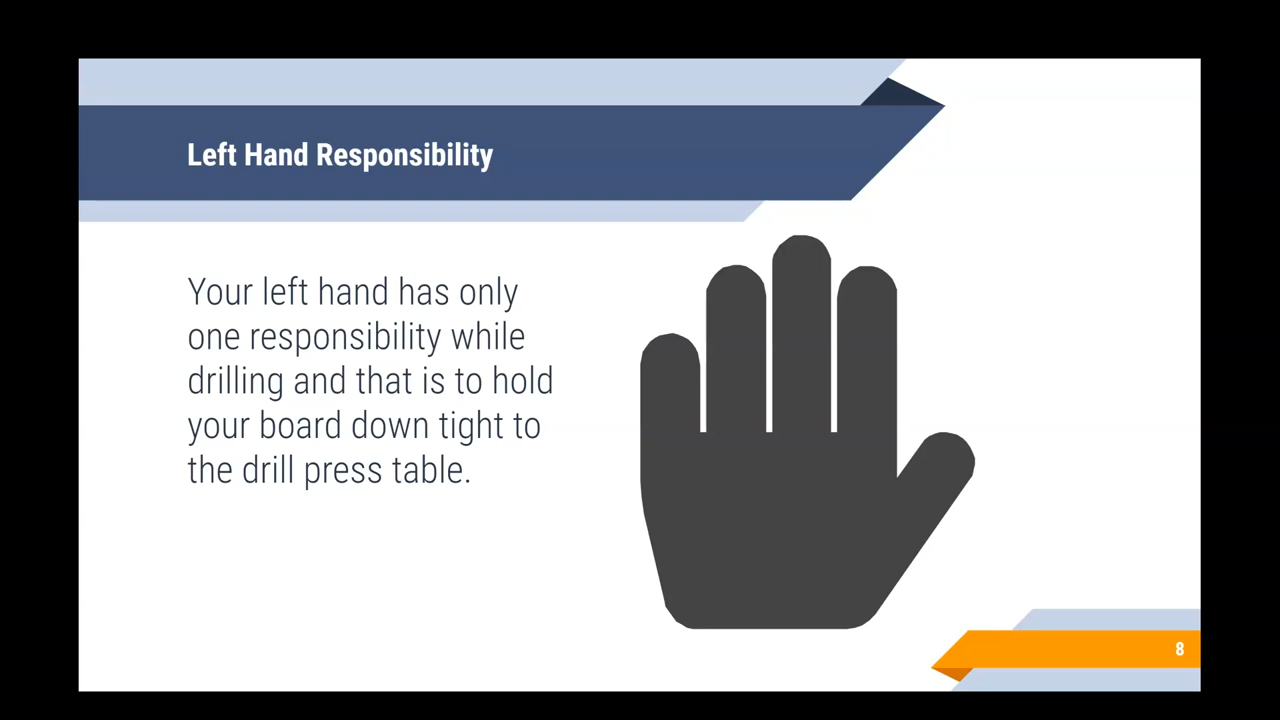 Left Hand Responsibility
Your left hand has only
one responsibility while
drilling and that is to hold
your board down tight to
the drill press table.
8